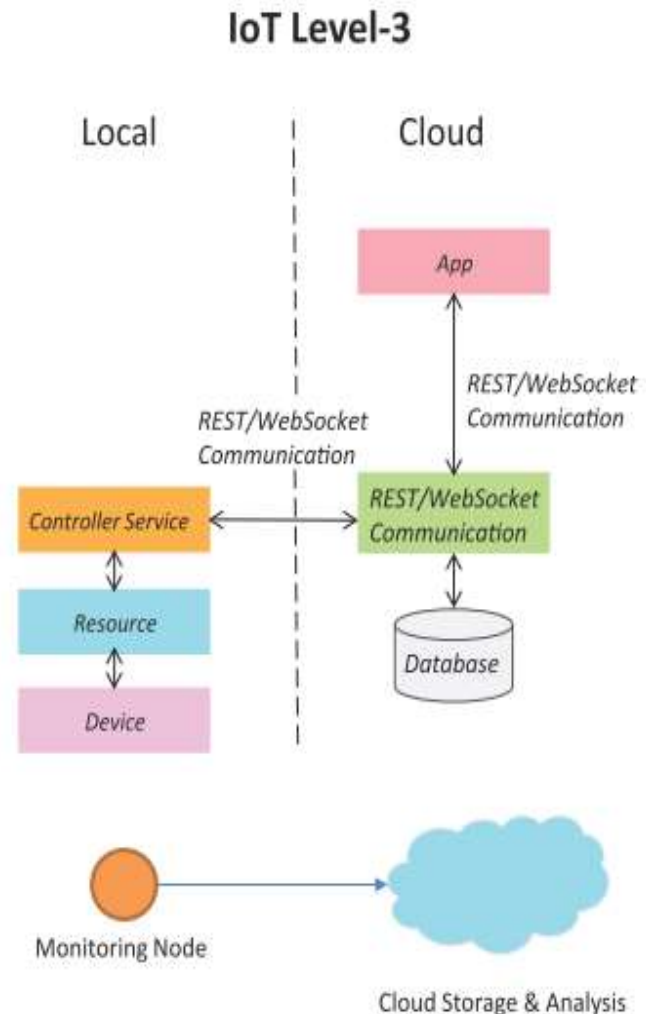 IoT Level-3
Local
Cloud
App
REST/WebSocket
Communication
REST/WebSocket
Communication
Controller Service
REST/WebSocket
Communication
Resource
Database
Device
Monitoring Node
Cloud Storage & Analysis